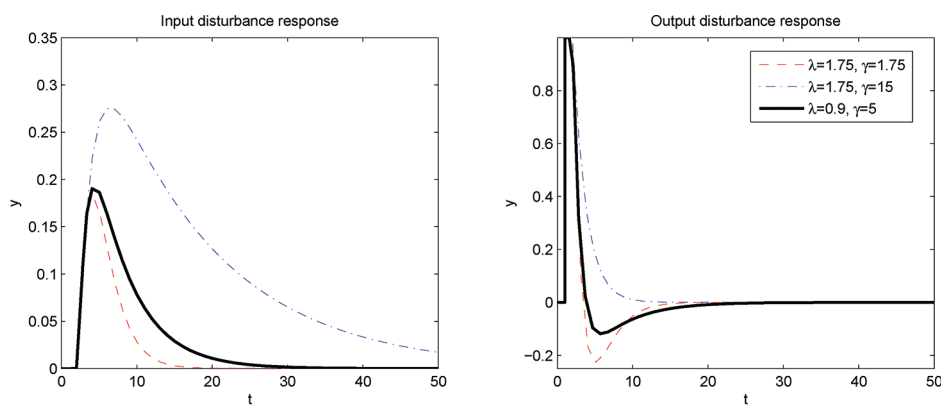 Input disturbance response
0.35
0.3
0.25
0.2
0.15
0.1
0.05
0
y
0 10 20 30 40 50
t
Output disturbance response
0.8
0.6
0.4
0.2
0
−0.2
y
0 10 20 30 40 50
t
λ=1.75, γ=1.75
λ=1.75, γ=15
λ=0.9, γ=5